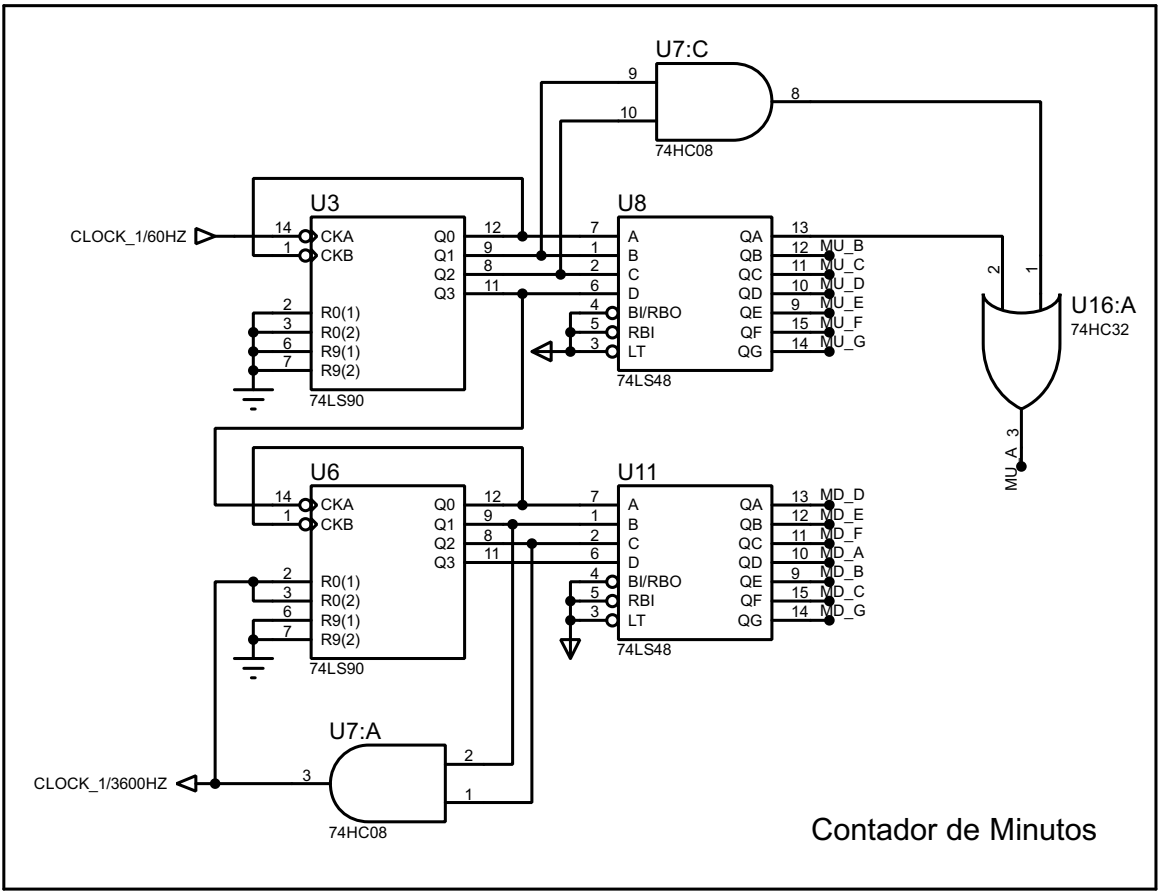 U7:C
9
8
10
74HC08
U3
U8
CLOCK_1/60HZ
14 CKA Q0 12
1 CKB Q1 9
Q2 8
Q3 11
2 R0(1)
3 R0(2)
6 R9(1)
7 R9(2)
74LS90
7 A QA 13
1 B QB 12 MU_B
2 C QC 11 MU_C
6 D QD 10 MU_D
4 BI/RBO QE 9 MU_E
5 RBI QF 15 MU_F
3 LT QG 14 MU_G
74LS48
2
1
U16:A
74HC32
3
MU_A
U6
U11
14 CKA Q0 12
1 CKB Q1 9
Q2 8
Q3 11
2 R0(1)
3 R0(2)
6 R9(1)
7 R9(2)
74LS90
7 A QA 13 MD_D
1 B QB 12 MD_E
2 C QC 11 MD_F
6 D QD 10 MD_A
4 BI/RBO QE 9 MD_B
5 RBI QF 15 MD_C
3 LT QG 14 MD_G
74LS48
U7:A
2
CLOCK_1/3600HZ
3
1
74HC08
Contador de Minutos